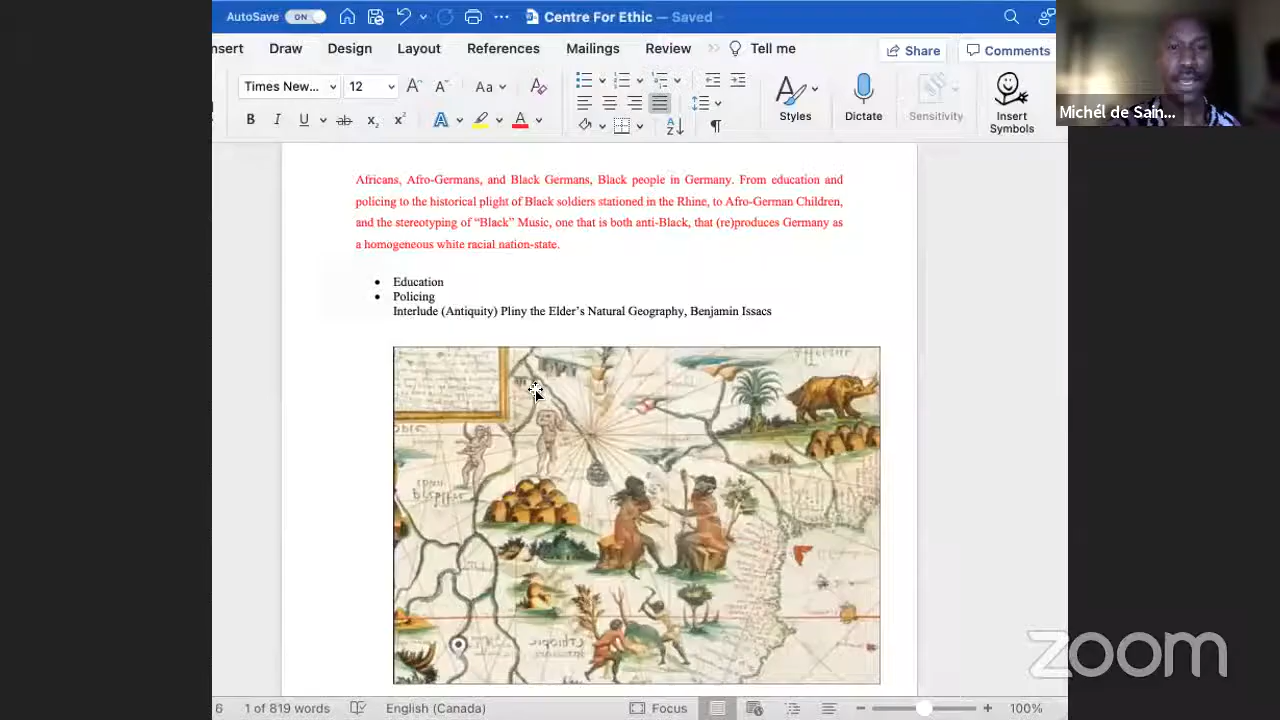 AutoSave ON Centre For Ethic — Saved
nsert Draw Design Layout References Mailings Review Tell me Share Comments
Times New... 12
Aa
Styles Dictate Sensitivity Insert Symbols
Michél de Sain...
Africans, Afro-Germans, and Black Germans, Black people in Germany. From education and
policing to the historical plight of Black soldiers stationed in the Rhine, to Afro-German Children,
and the stereotyping of “Black” Music, one that is both anti-Black, that (re)produces Germany as
a homogeneous white racial nation-state.
• Education
• Policing
Interlude (Antiquity) Pliny the Elder’s Natural Geography, Benjamin Issacs
zoom
6 1 of 819 words English (Canada) Focus 100%